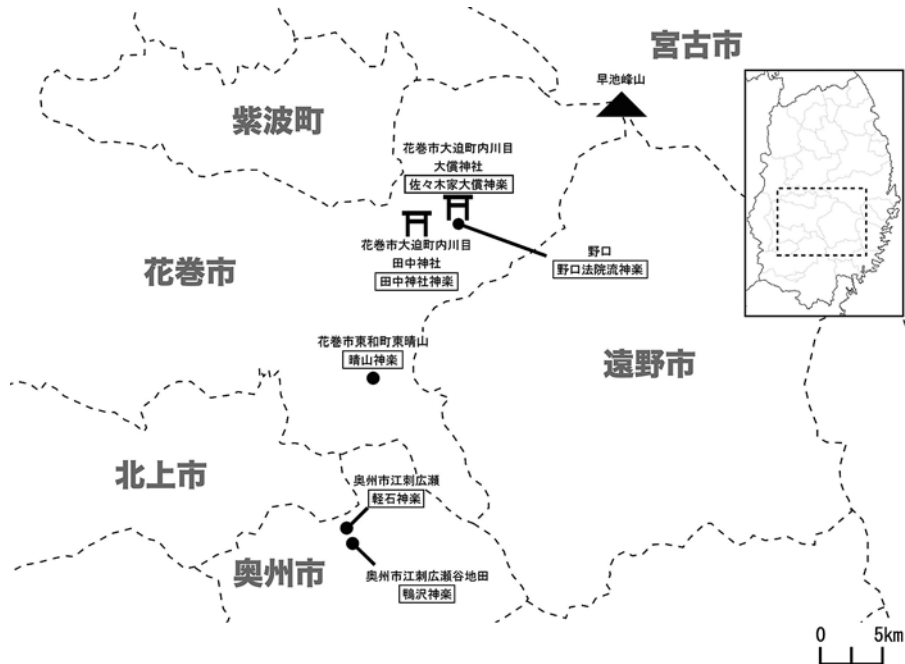 宮古市
早池峰山
紫波町
花巻市大迫町内川目
大償神社
佐々木家大償神楽
花巻市大迫町内川目
田中神社
田中神社神楽
野口
野口法院流神楽
花巻市
花巻市東和町東晴山
晴山神楽
遠野市
北上市
奥州市江刺広瀬
軽石神楽
奥州市
奥州市江刺広瀬谷地田
鴨沢神楽
0 5km